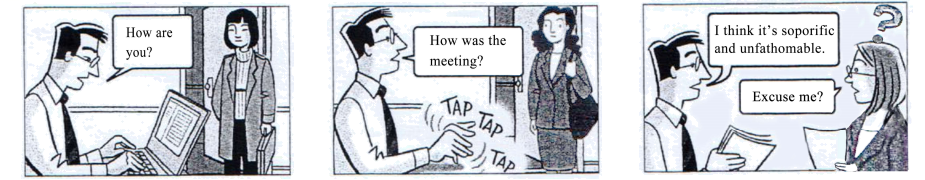 How are
you?
How was the
meeting?
TAP
TAP
TAP
I think it's soporific
and unfathomable.
Excuse me?
?